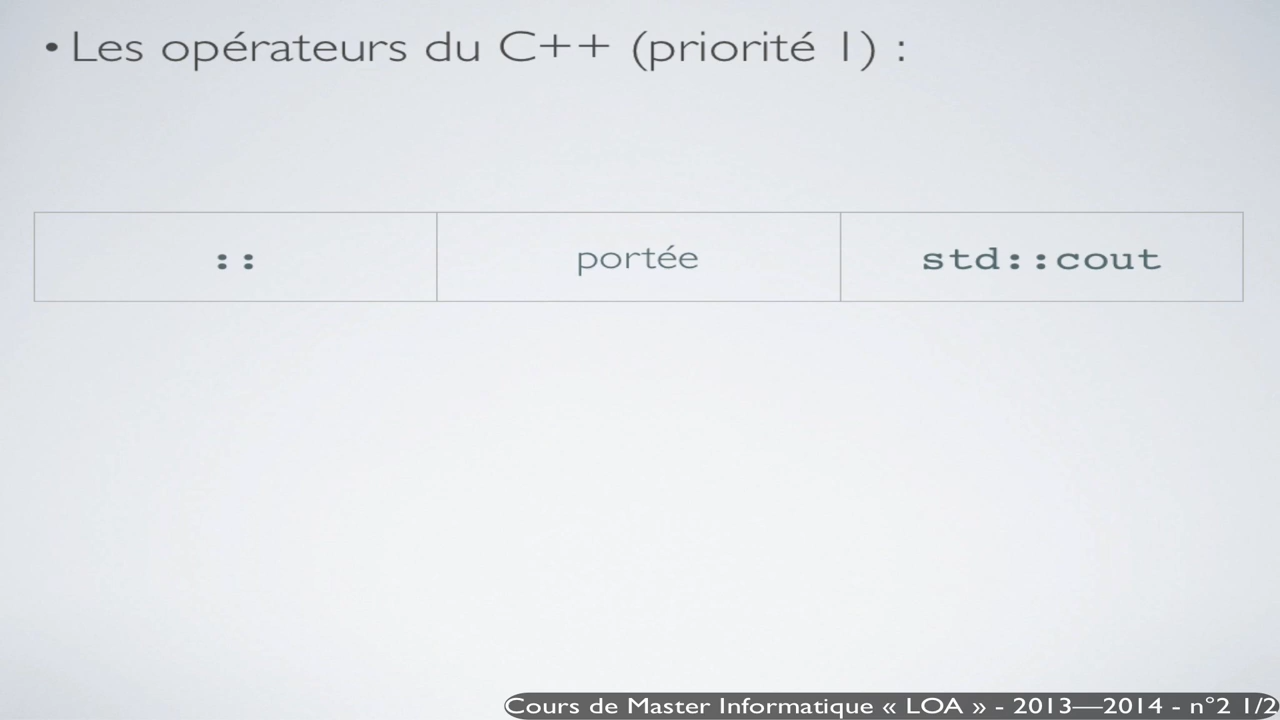 • Les opérateurs du C++ (priorité 1) :
:: portée std::cout
Cours de Master Informatique « LOA » - 2013—2014 - n°2 1/2